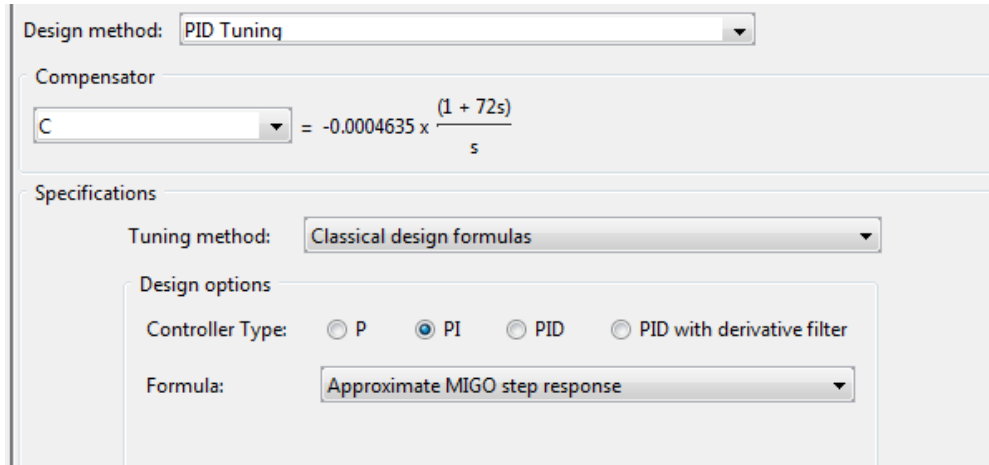 Design method: PID Tuning
Compensator
C = -0.0004635 x (1 + 72s)
s
Specifications
Tuning method: Classical design formulas
Design options
Controller Type: P PI PID PID with derivative filter
Formula: Approximate MIGO step response